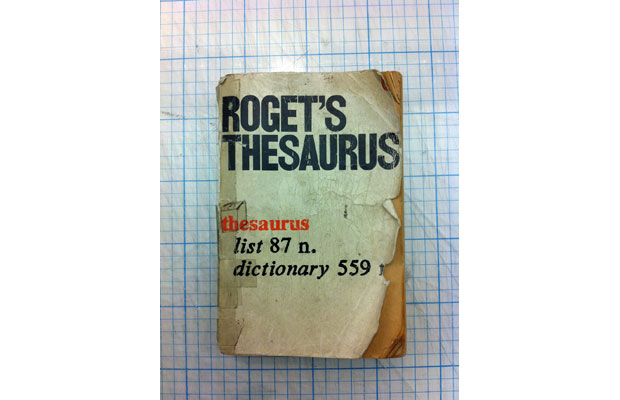 ROGET'S
THESAURUS
thesaurus
list 87 n.
dictionary 559